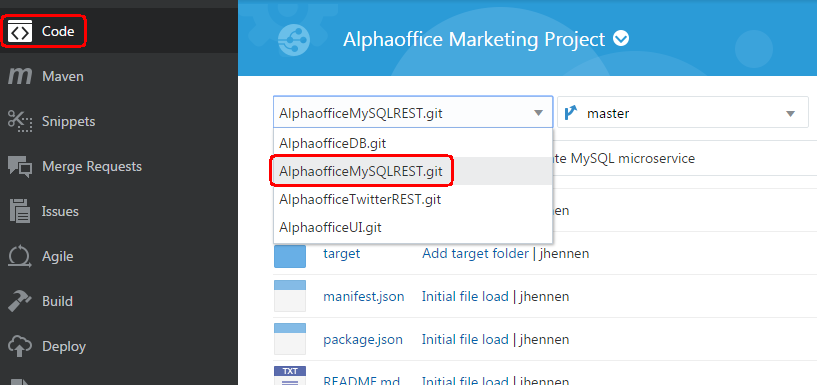 Code
Maven
Snippets
Merge Requests
Issues
Agile
Build
Deploy
Alphaoffice Marketing Project
AlphaofficeMySQLREST.git
master
AlphaofficeDB.git
AlphaofficeMySQLREST.git
AlphaofficeTwitterREST.git
AlphaofficeUI.git
te MySQL microservice
nnen
target Add target folder | jhennen
manifest.json Initial file load | jhennen
package.json Initial file load | jhennen
TXT README.md Initial file load | jhennen